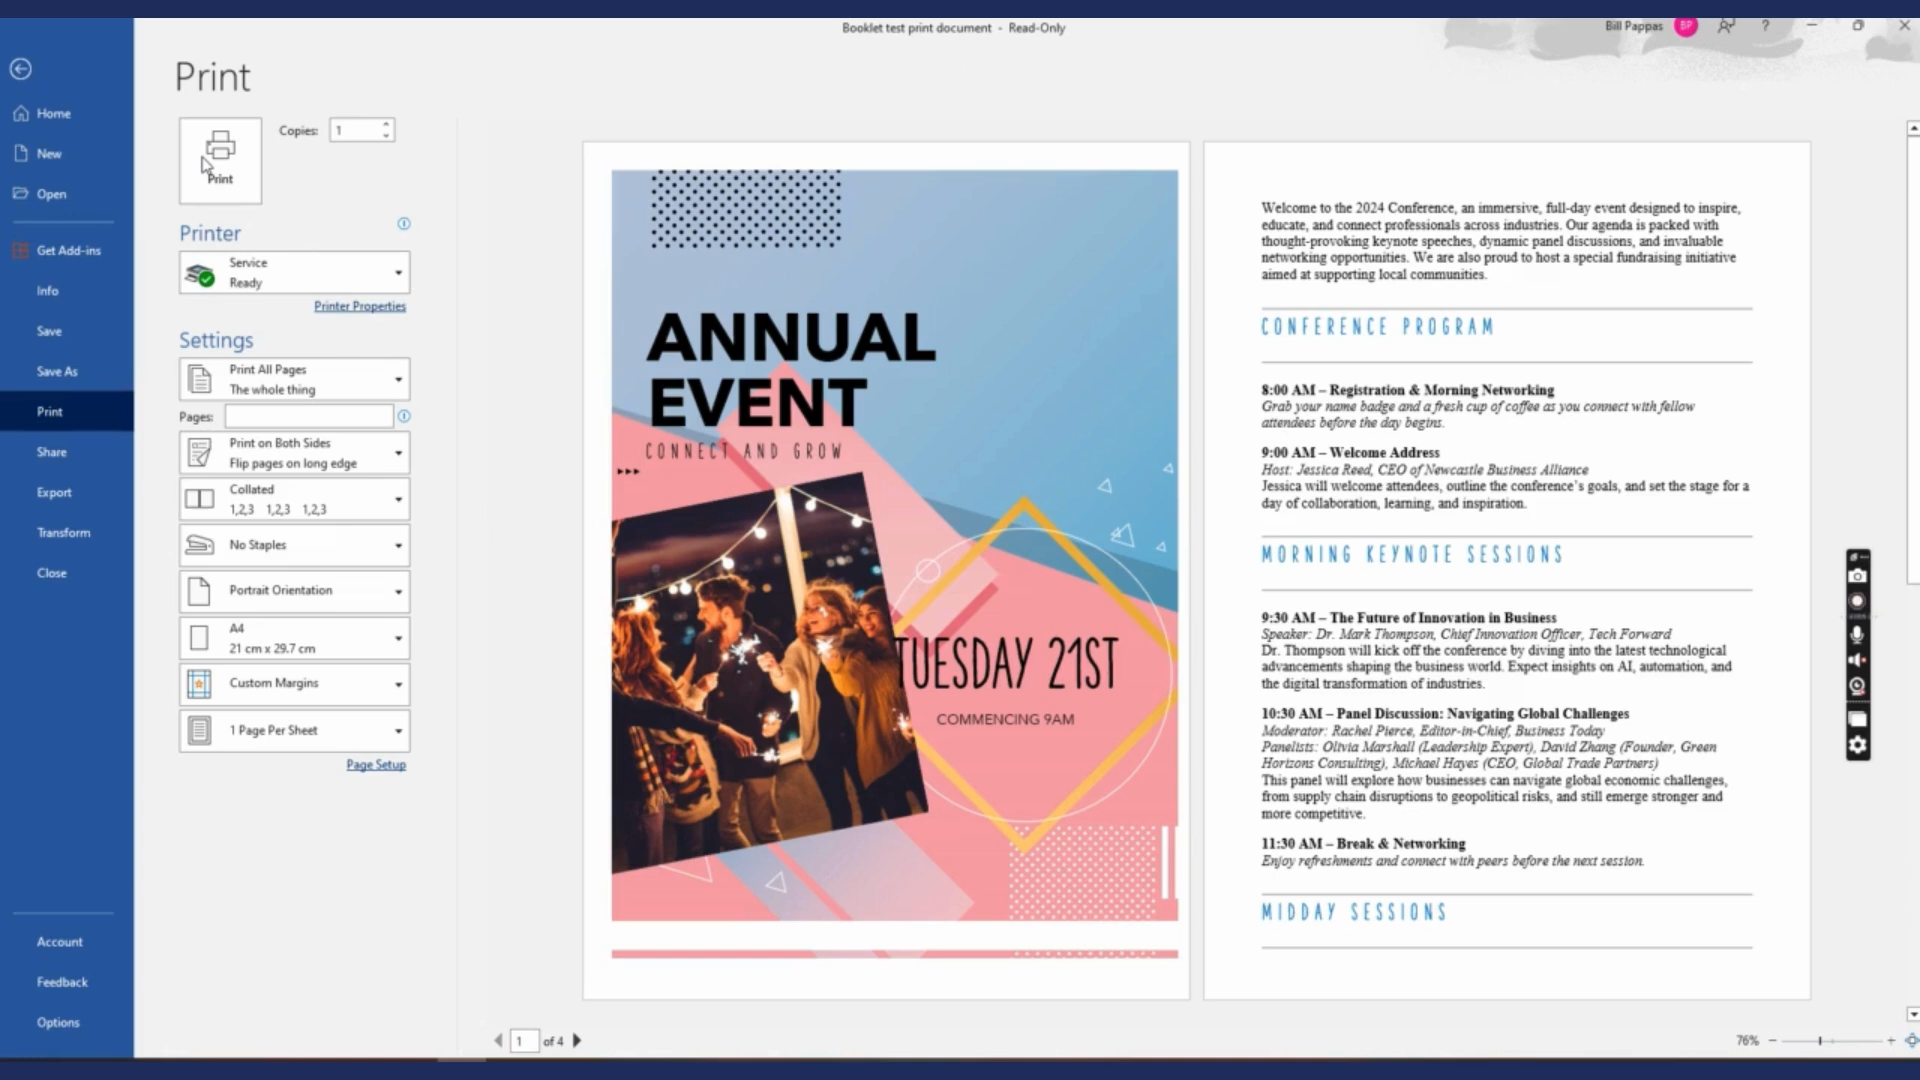 Booklet test print document - Read-Only
Bill Pappas
BP
?
Print
Home
New
Open
Get Add-ins
Info
Save
Save As
Print
Share
Export
Transform
Close
Account
Feedback
Options
Print
Copies: 1
Printer
Service
Ready
Printer Properties
Settings
Print All Pages
The whole thing
Pages:
Print on Both Sides
Flip pages on long edge
Collated
1,2,3 1,2,3 1,2,3
No Staples
Portrait Orientation
A4
21 cm x 29.7 cm
Custom Margins
1 Page Per Sheet
Page Setup
ANNUAL
EVENT
CONNECT AND GROW
TUESDAY 21ST
COMMENCING 9AM
Welcome to the 2024 Conference, an immersive, full-day event designed to inspire,
educate, and connect professionals across industries. Our agenda is packed with
thought-provoking keynote speeches, dynamic panel discussions, and invaluable
networking opportunities. We are also proud to host a special fundraising initiative
aimed at supporting local communities.
CONFERENCE PROGRAM
8:00 AM – Registration & Morning Networking
Grab your name badge and a fresh cup of coffee as you connect with fellow
attendees before the day begins.
9:00 AM – Welcome Address
Host: Jessica Reed, CEO of Newcastle Business Alliance
Jessica will welcome attendees, outline the conference's goals, and set the stage for a
day of collaboration, learning, and inspiration.
MORNING KEYNOTE SESSIONS
9:30 AM – The Future of Innovation in Business
Speaker: Dr. Mark Thompson, Chief Innovation Officer, Tech Forward
Dr. Thompson will kick off the conference by diving into the latest technological
advancements shaping the business world. Expect insights on AI, automation, and
the digital transformation of industries.
10:30 AM – Panel Discussion: Navigating Global Challenges
Moderator: Rachel Pierce, Editor-in-Chief, Business Today
Panelists: Olivia Marshall (Leadership Expert), David Zhang (Founder, Green
Horizons Consulting), Michael Hayes (CEO, Global Trade Partners)
This panel will explore how businesses can navigate global economic challenges,
from supply chain disruptions to geopolitical risks, and still emerge stronger and
more competitive.
11:30 AM – Break & Networking
Enjoy refreshments and connect with peers before the next session.
MIDDAY SESSIONS
1 of 4
76%